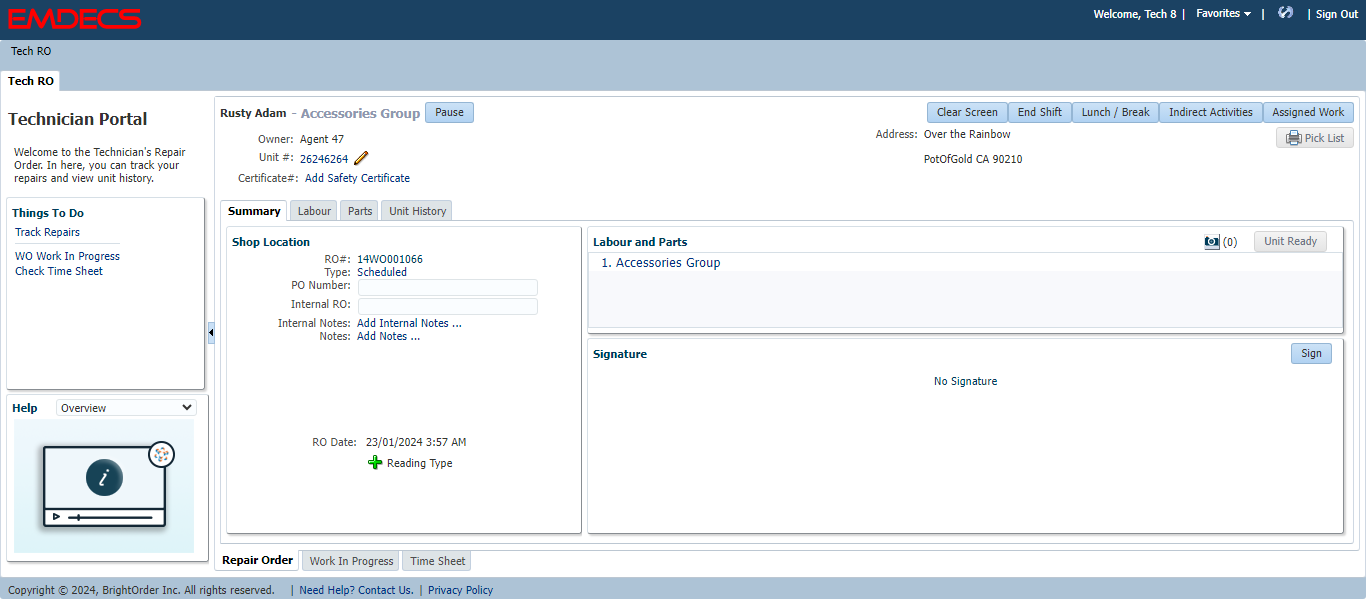 EMDECS
Welcome, Tech 8 | Favorites | | Sign Out
Tech RO
Tech RO
Technician Portal
Welcome to the Technician's Repair
Order. In here, you can track your
repairs and view unit history.
Things To Do
Track Repairs
WO Work In Progress
Check Time Sheet
Help Overview
i
Rusty Adam - Accessories Group Pause
Clear Screen End Shift Lunch / Break Indirect Activities Assigned Work
Owner: Agent 47
Unit #: 26246264
Certificate#: Add Safety Certificate
Address: Over the Rainbow
PotOfGold CA 90210
Pick List
Summary Labour Parts Unit History
Shop Location
RO#: 14WO001066
Type: Scheduled
PO Number:
Internal RO:
Internal Notes: Add Internal Notes ...
Notes: Add Notes ...
RO Date: 23/01/2024 3:57 AM
Reading Type
Labour and Parts (0) Unit Ready
1. Accessories Group
Signature Sign
No Signature
Repair Order Work In Progress Time Sheet
Copyright © 2024, BrightOrder Inc. All rights reserved. | Need Help? Contact Us. | Privacy Policy